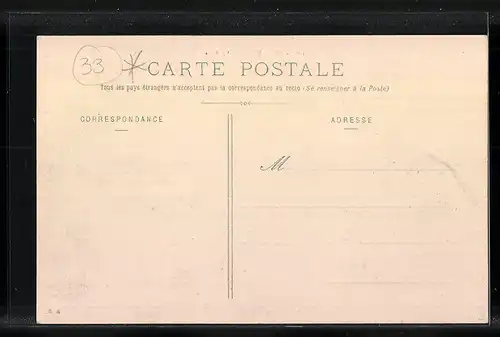 33 * CARTE POSTALE
Tous les pays étrangers n'acceptent pas la correspondance au recto (Se renseigner à la Poste)
CORRESPONDANCE
ADRESSE
M